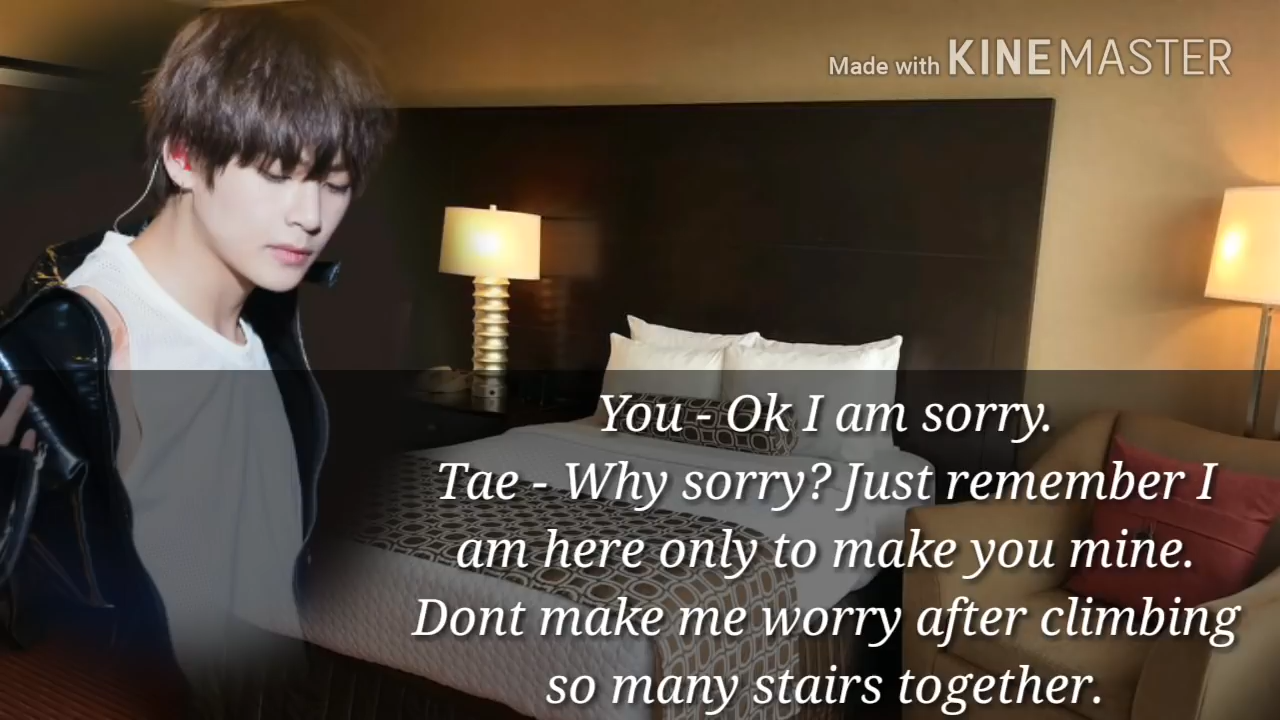 Made with KINEMASTER
You - Ok I am sorry.
Tae - Why sorry? Just remember I
am here only to make you mine.
Dont make me worry after climbing
so many stairs together.